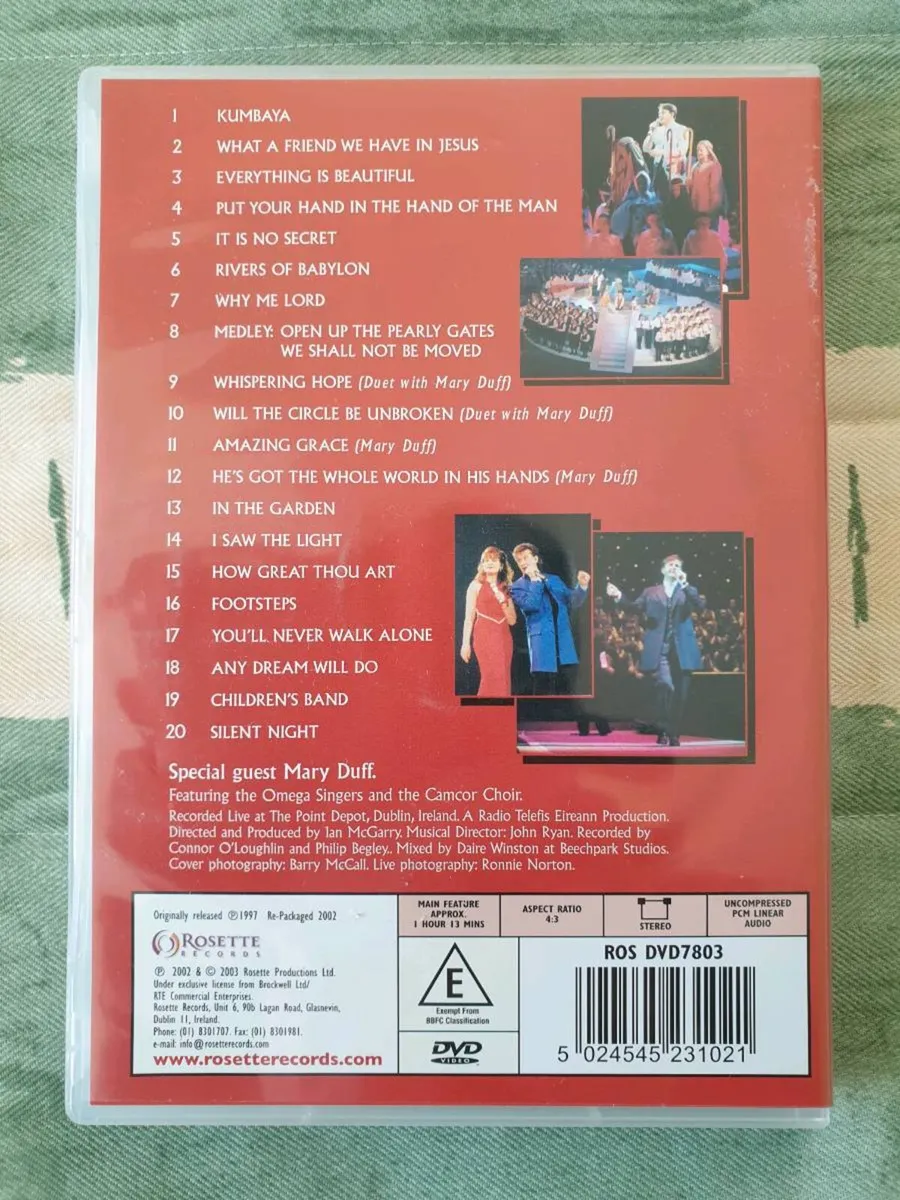 1 KUMBAYA
2 WHAT A FRIEND WE HAVE IN JESUS
3 EVERYTHING IS BEAUTIFUL
4 PUT YOUR HAND IN THE HAND OF THE MAN
5 IT IS NO SECRET
6 RIVERS OF BABYLON
7 WHY ME LORD
8 MEDLEY: OPEN UP THE PEARLY GATES
WE SHALL NOT BE MOVED
9 WHISPERING HOPE (Duet with Mary Duff)
10 WILL THE CIRCLE BE UNBROKEN (Duet with Mary Duff)
11 AMAZING GRACE (Mary Duff)
12 HE'S GOT THE WHOLE WORLD IN HIS HANDS (Mary Duff)
13 IN THE GARDEN
14 I SAW THE LIGHT
15 HOW GREAT THOU ART
16 FOOTSTEPS
17 YOU'LL NEVER WALK ALONE
18 ANY DREAM WILL DO
19 CHILDREN'S BAND
20 SILENT NIGHT
Special guest Mary Duff.
Featuring the Omega Singers and the Camcor Choir.
Recorded Live at The Point Depot, Dublin, Ireland. A Radio Telefis Eireann Production.
Directed and Produced by Ian McGarry. Musical Director: John Ryan. Recorded by
Connor O'Loughlin and Philip Begley.. Mixed by Daire Winston at Beechpark Studios.
Cover photography: Barry McCall. Live photography: Ronnie Norton.
Originally released ℗1997 Re-Packaged 2002
ROSETTE
RECORDS
℗ 2002 & © 2003 Rosette Productions Ltd.
Under exclusive license from Brockwell Ltd/
RTE Commercial Enterprises.
Rosette Records, Unit 6, 90b Lagan Road, Glasnevin,
Dublin 11, Ireland.
Phone: (01) 8301707. Fax: (01) 8301981.
e-mail: info@rosetterecords.com
www.rosetterecords.com
MAIN FEATURE
APPROX.
1 HOUR 13 MINS
ASPECT RATIO
4:3
STEREO
UNCOMPRESSED
PCM LINEAR
AUDIO
E
Exempt From
BBFC Classification
DVD
VIDEO
ROS DVD7803
5 024545 231021